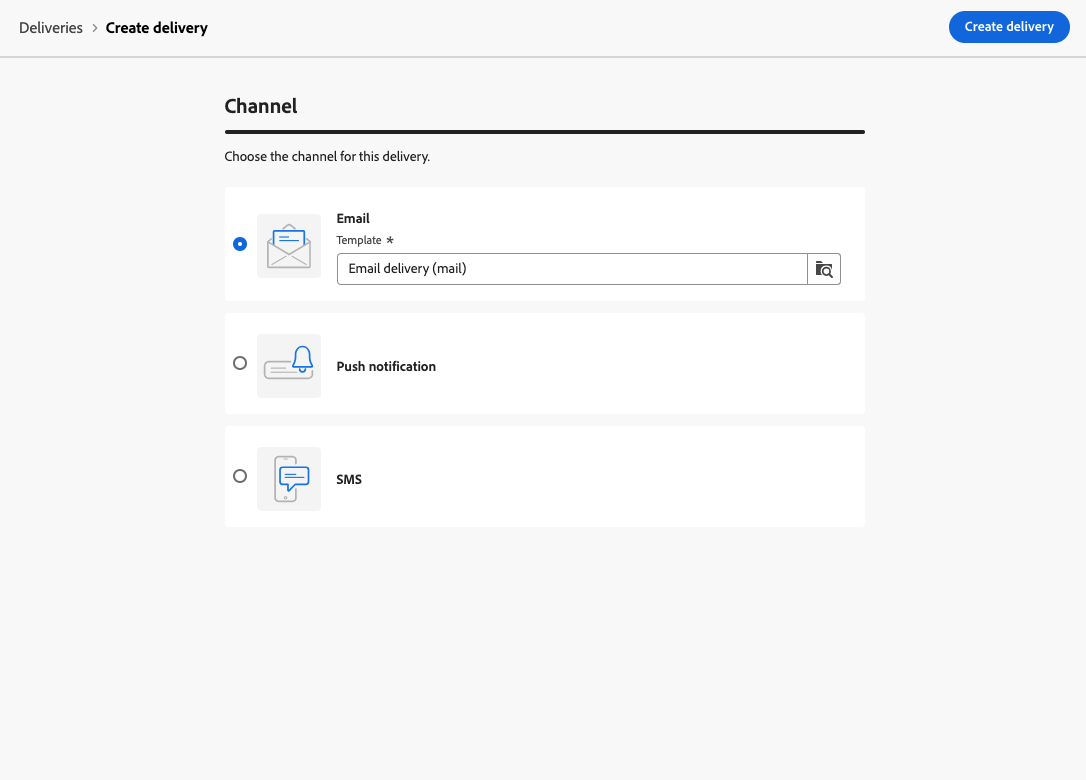 Deliveries > Create delivery
Create delivery
Channel
Choose the channel for this delivery.
Email
Template *
Email delivery (mail)
Push notification
SMS